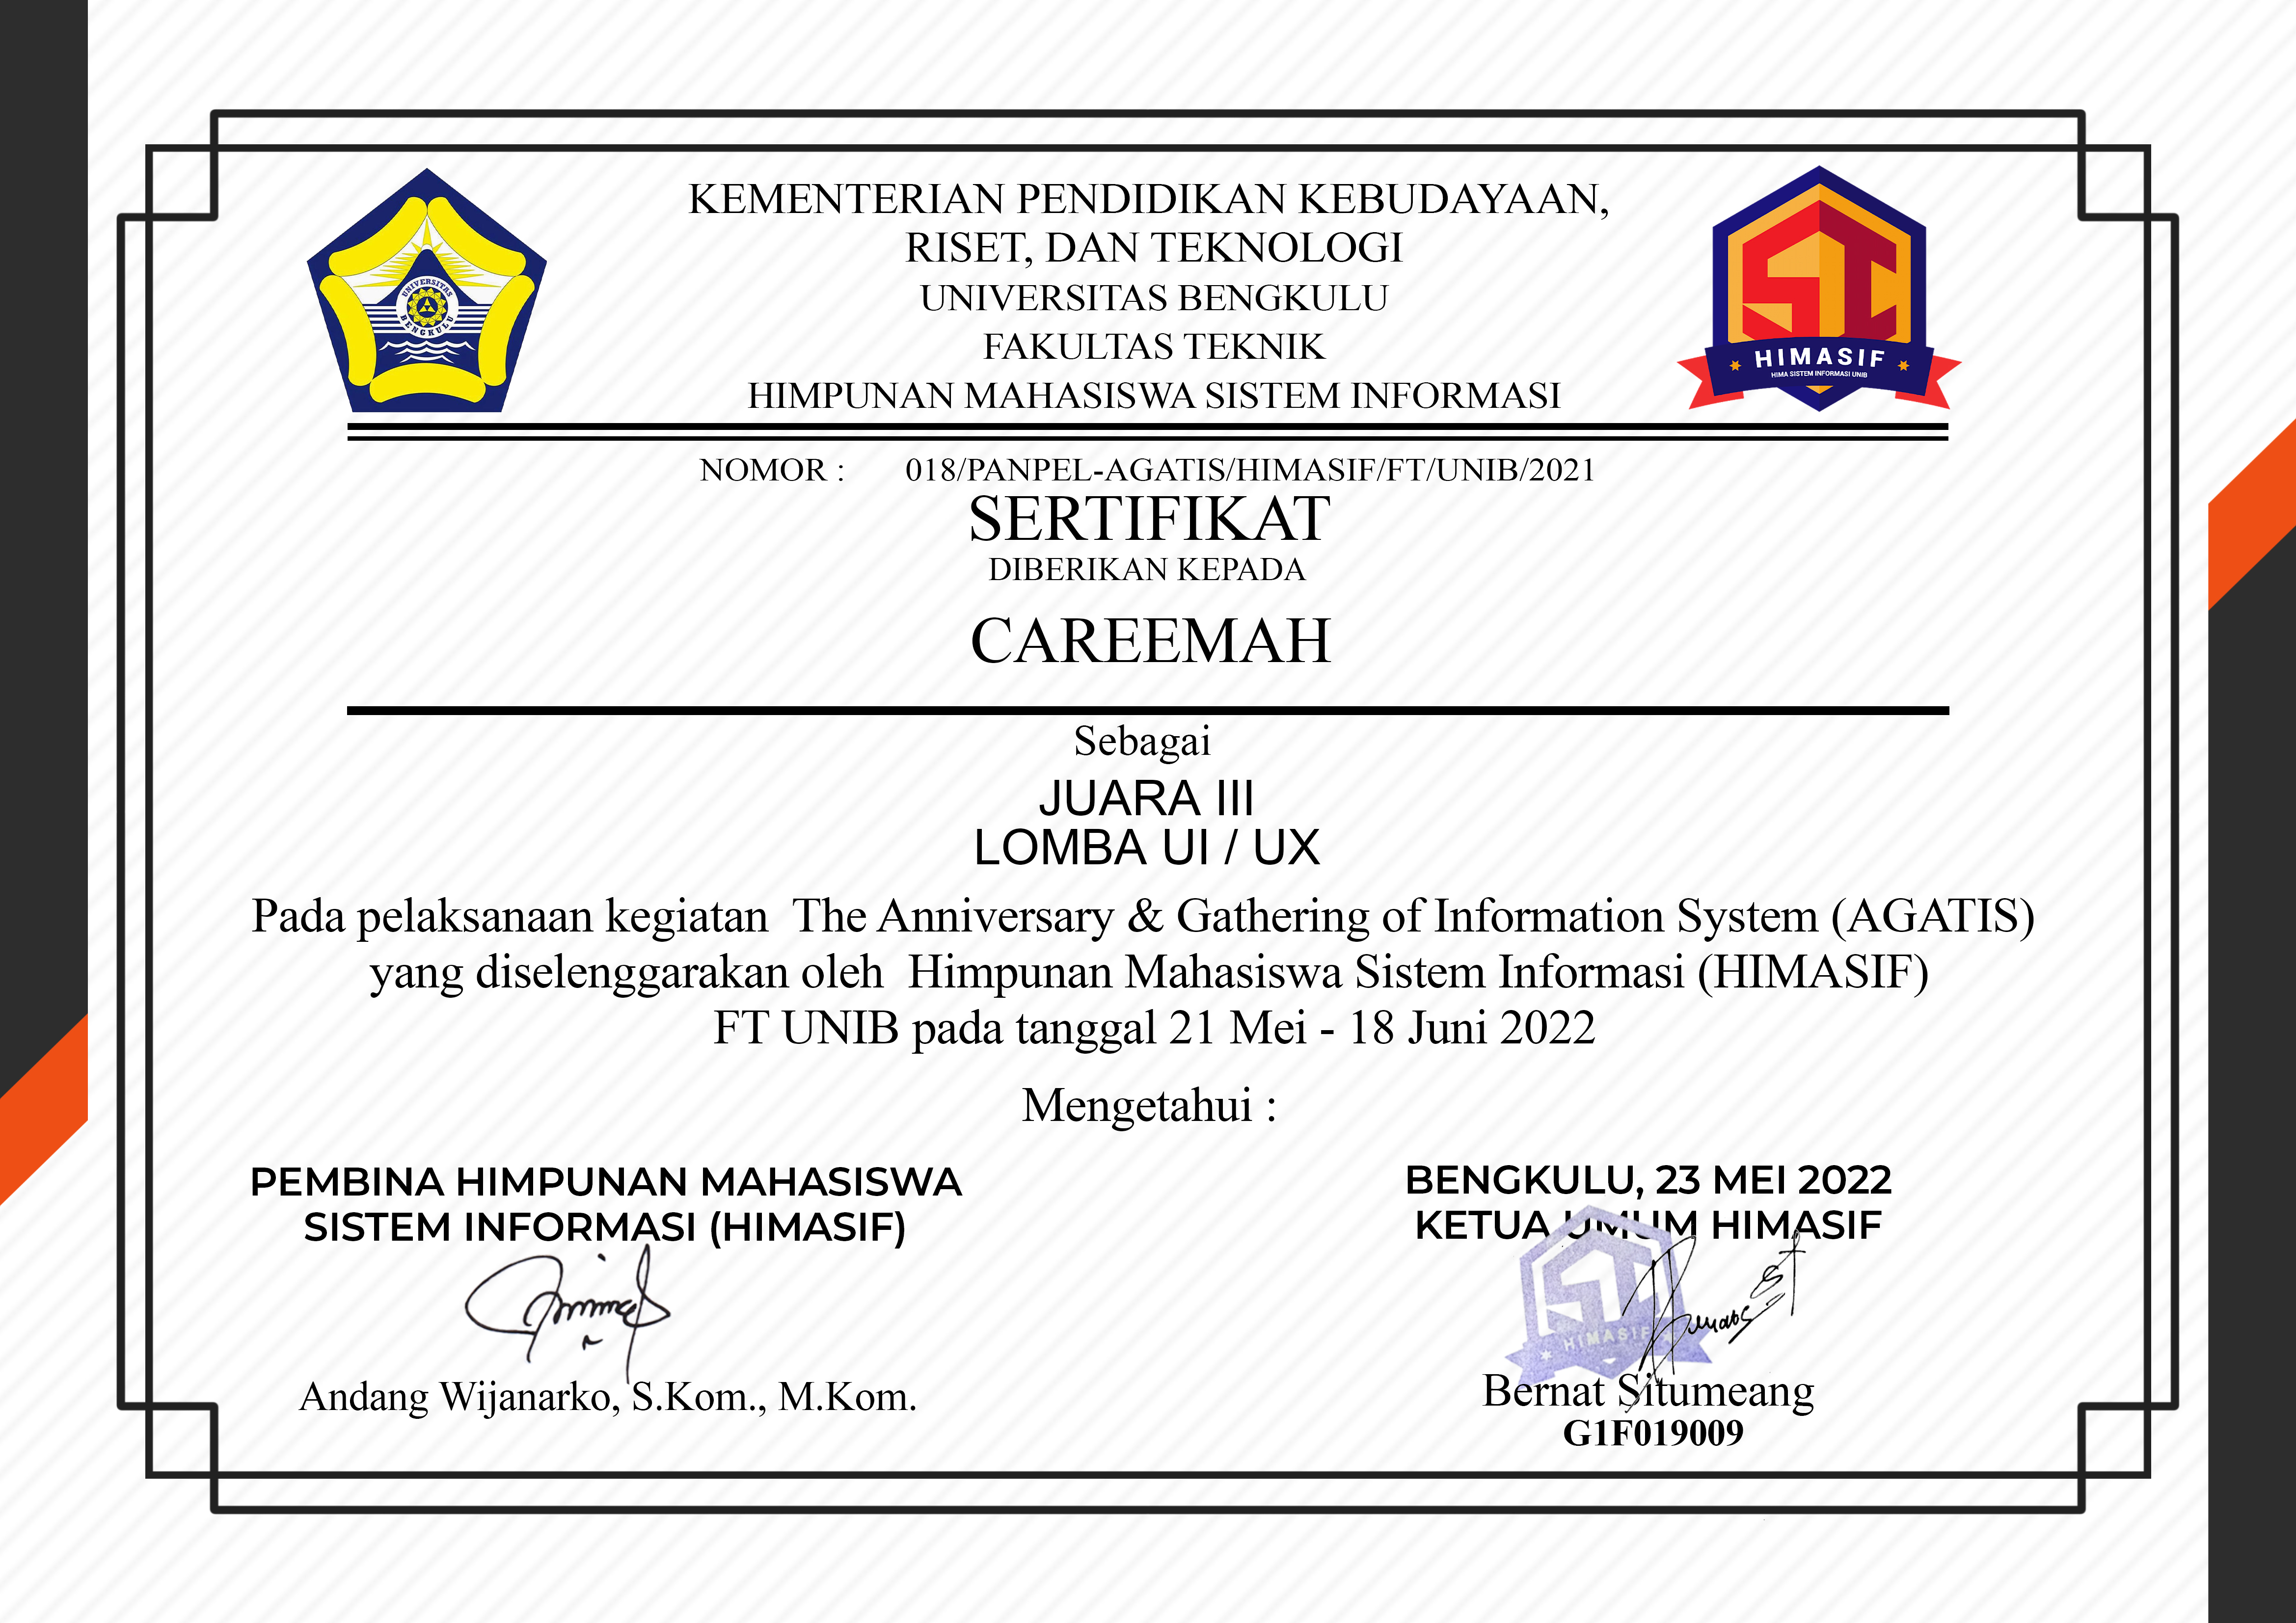 KEMENTERIAN PENDIDIKAN KEBUDAYAAN,
RISET, DAN TEKNOLOGI
UNIVERSITAS BENGKULU
FAKULTAS TEKNIK
HIMPUNAN MAHASISWA SISTEM INFORMASI
UNIVERSITAS
BENGKULU
HIMASIF
HIMA SISTEM INFORMASI UNIB
NOMOR : 018/PANPEL-AGATIS/HIMASIF/FT/UNIB/2021
SERTIFIKAT
DIBERIKAN KEPADA
CAREEMAH
Sebagai
JUARA III
LOMBA UI / UX
Pada pelaksanaan kegiatan The Anniversary & Gathering of Information System (AGATIS)
yang diselenggarakan oleh Himpunan Mahasiswa Sistem Informasi (HIMASIF)
FT UNIB pada tanggal 21 Mei - 18 Juni 2022
Mengetahui :
PEMBINA HIMPUNAN MAHASISWA
SISTEM INFORMASI (HIMASIF)
Andang Wijanarko, S.Kom., M.Kom.
BENGKULU, 23 MEI 2022
KETUA UMUM HIMASIF
HIMASIF
Bernat Situmeang
G1F019009